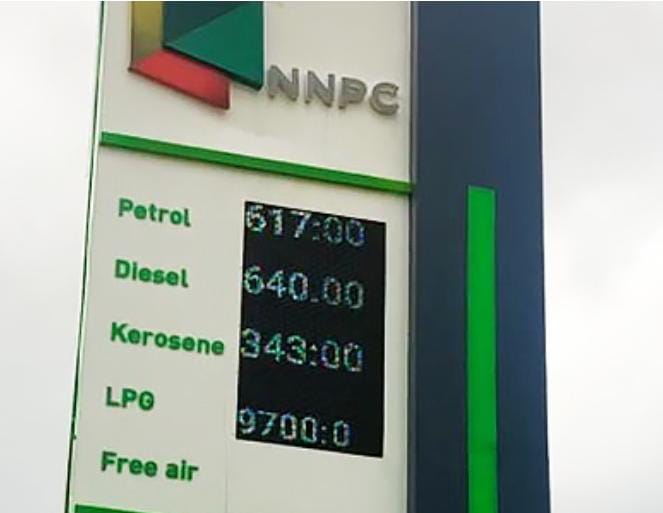 NNPC
Petrol 617:00
Diesel 640.00
Kerosene 343:00
LPG 9700:0
Free air